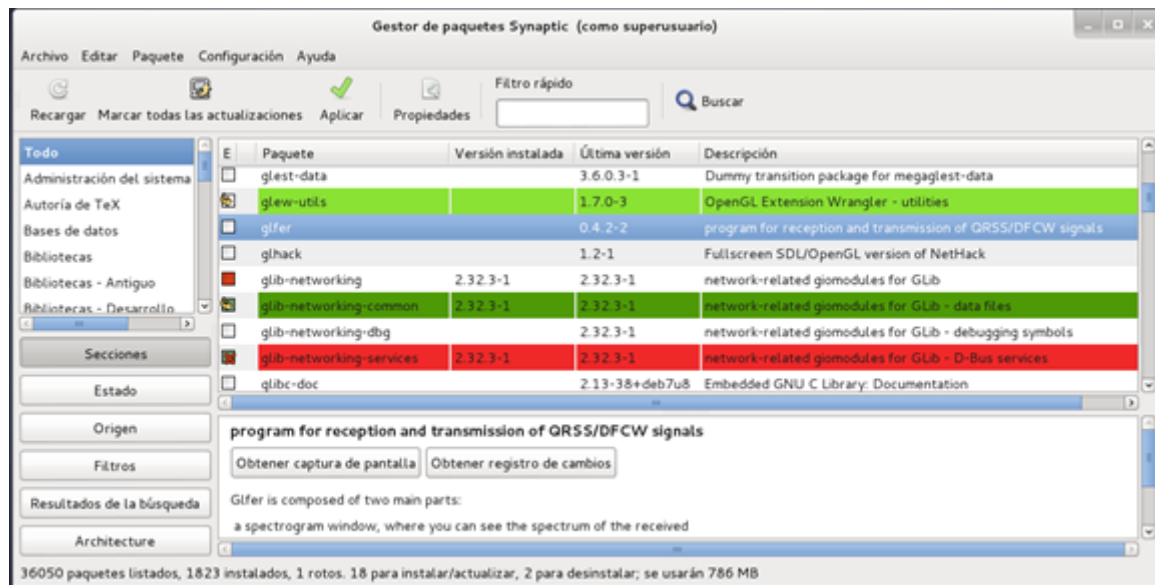 Gestor de paquetes Synaptic (como superusuario)
Archivo Editar Paquete Configuración Ayuda
Recargar Marcar todas las actualizaciones Aplicar Propiedades Filtro rápido Buscar
Todo
Administración del sistema
Autoría de TeX
Bases de datos
Bibliotecas
Bibliotecas - Antiguo
Bibliotecas - Desarrollo
Secciones
Estado
Origen
Filtros
Resultados de la búsqueda
Architecture
E Paquete Versión instalada Última versión Descripción
glest-data 3.6.0.3-1 Dummy transition package for megaglest-data
glew-utils 1.7.0-3 OpenGL Extension Wrangler - utilities
glfer 0.4.2-2 program for reception and transmission of QRSS/DFCW signals
glhack 1.2-1 Fullscreen SDL/OpenGL version of NetHack
glib-networking 2.32.3-1 2.32.3-1 network-related giomodules for GLib
glib-networking-common 2.32.3-1 2.32.3-1 network-related giomodules for GLib - data files
glib-networking-dbg 2.32.3-1 network-related giomodules for GLib - debugging symbols
glib-networking-services 2.32.3-1 2.32.3-1 network-related giomodules for GLib - D-Bus services
glibc-doc 2.13-38+deb7u8 Embedded GNU C Library: Documentation
program for reception and transmission of QRSS/DFCW signals
Obtener captura de pantalla Obtener registro de cambios
Glfer is composed of two main parts:
a spectrogram window, where you can see the spectrum of the received
36050 paquetes listados, 1823 instalados, 1 rotos. 18 para instalar/actualizar, 2 para desinstalar; se usarán 786 MB